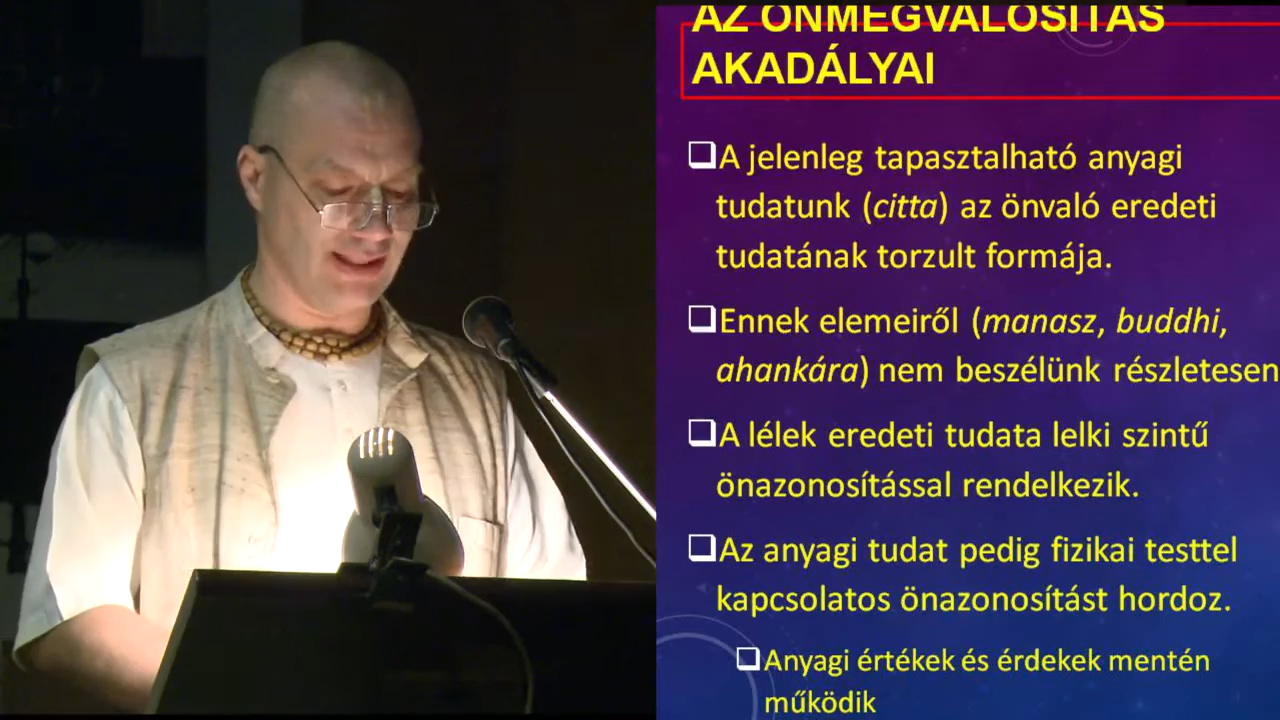 AZ ÖNMEGVALÓSÍTÁS
AKADÁLYAI
A jelenleg tapasztalható anyagi
tudatunk (citta) az önvaló eredeti
tudatának torzult formája.
Ennek elemeiről (manasz, buddhi,
ahankára) nem beszélünk részletesen
A lélek eredeti tudata lelki szintű
önazonosítással rendelkezik.
Az anyagi tudat pedig fizikai testtel
kapcsolatos önazonosítást hordoz.
Anyagi értékek és érdekek mentén
működik